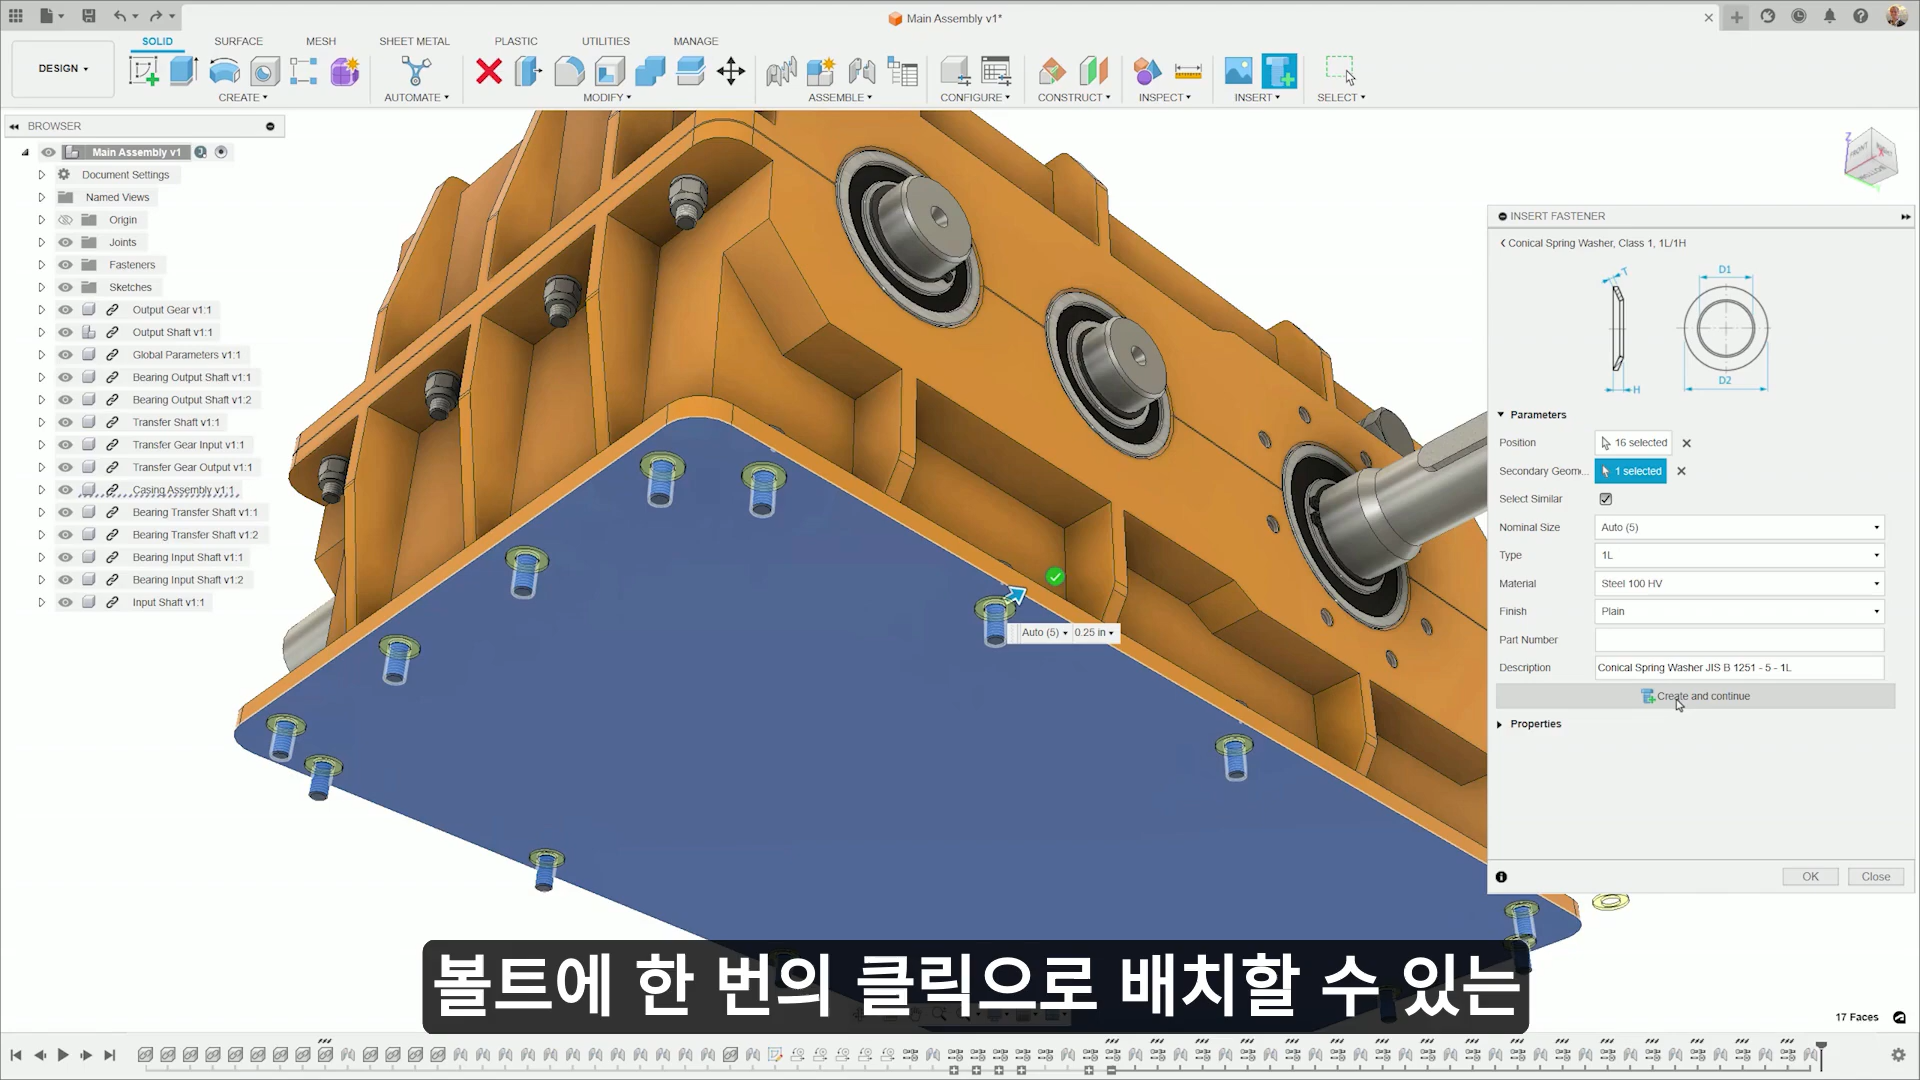 Main Assembly v1*
SOLID SURFACE MESH SHEET METAL PLASTIC UTILITIES MANAGE
DESIGN
CREATE AUTOMATE MODIFY ASSEMBLE CONFIGURE CONSTRUCT INSPECT INSERT SELECT
BROWSER
Main Assembly v1
Document Settings
Named Views
Origin
Joints
Fasteners
Sketches
Output Gear v1:1
Output Shaft v1:1
Global Parameters v1:1
Bearing Output Shaft v1:1
Bearing Output Shaft v1:2
Transfer Shaft v1:1
Transfer Gear Input v1:1
Transfer Gear Output v1:1
Casing Assembly v1:1
Bearing Transfer Shaft v1:1
Bearing Transfer Shaft v1:2
Bearing Input Shaft v1:1
Bearing Input Shaft v1:2
Input Shaft v1:1
Auto (5) 0.25 in
Z
FRONT
BOTTOM
INSERT FASTENER
Conical Spring Washer, Class 1, 1L/1H
T D1
H D2
Parameters
Position 16 selected
Secondary Geom... 1 selected
Select Similar
Nominal Size Auto (5)
Type 1L
Material Steel 100 HV
Finish Plain
Part Number
Description Conical Spring Washer JIS B 1251 - 5 - 1L
Create and continue
Properties
OK Close
볼트에 한 번의 클릭으로 배치할 수 있는
17 Faces